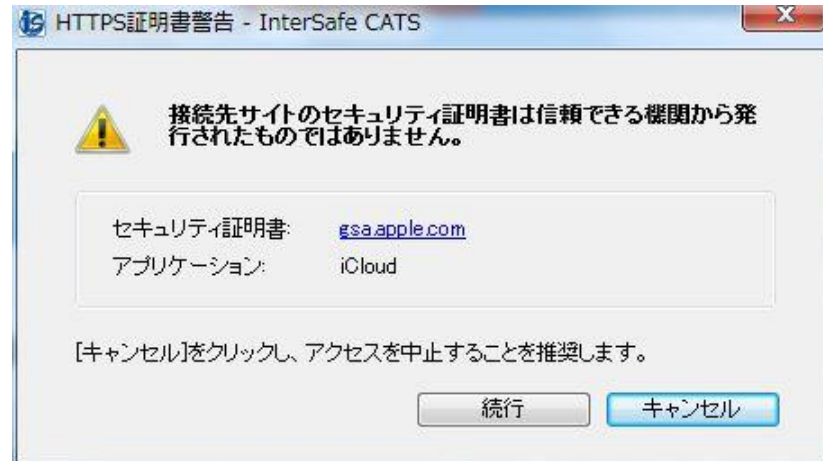 HTTPS証明書警告 - InterSafe CATS
接続先サイトのセキュリティ証明書は信頼できる機関から発
行されたものではありません。
セキュリティ証明書: gsa.apple.com
アプリケーション: iCloud
[キャンセル]をクリックし、アクセスを中止することを推奨します。
続行 キャンセル